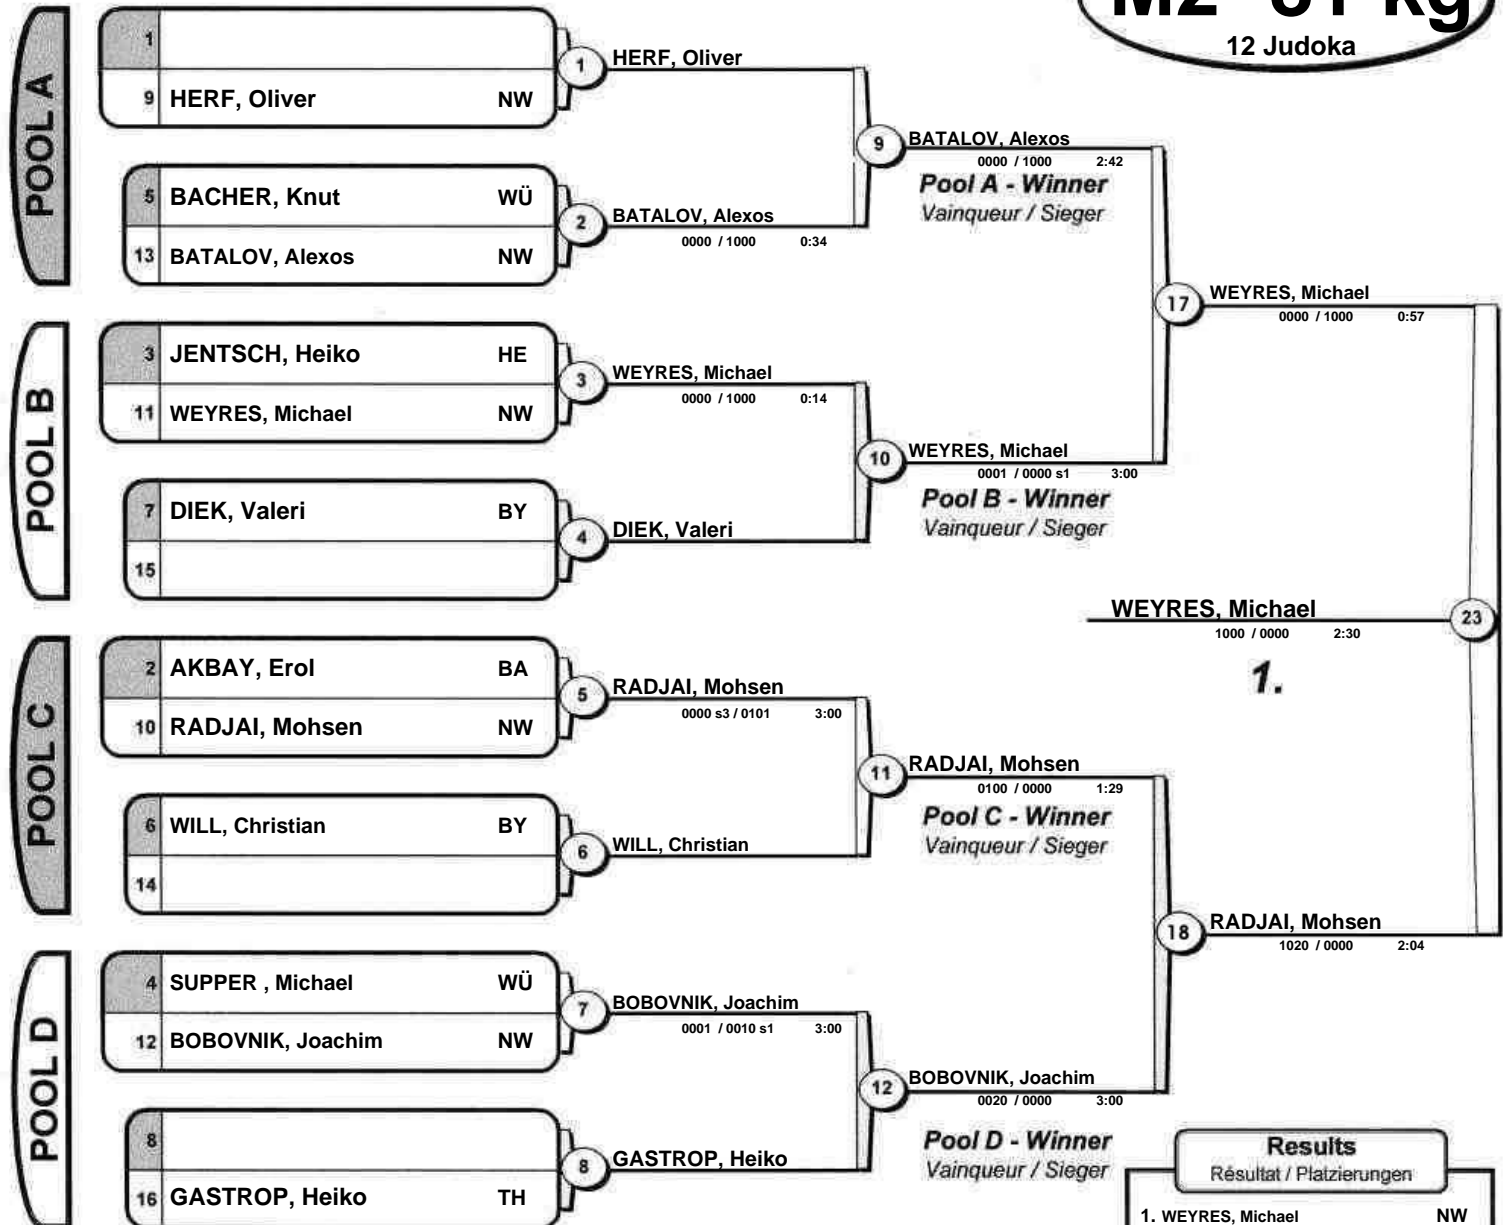 12 Judoka
POOL A
1
9 HERF, Oliver NW
1 HERF, Oliver
5 BACHER, Knut WÜ
13 BATALOV, Alexos NW
2 BATALOV, Alexos
0000 / 1000 0:34
9 BATALOV, Alexos
0000 / 1000 2:42
Pool A - Winner
Vainqueur / Sieger
POOL B
3 JENTSCH, Heiko HE
11 WEYRES, Michael NW
3 WEYRES, Michael
0000 / 1000 0:14
7 DIEK, Valeri BY
15
4 DIEK, Valeri
10 WEYRES, Michael
0001 / 0000 s1 3:00
Pool B - Winner
Vainqueur / Sieger
17 WEYRES, Michael
0000 / 1000 0:57
WEYRES, Michael 23
1000 / 0000 2:30
1.
POOL C
2 AKBAY, Erol BA
10 RADJAI, Mohsen NW
5 RADJAI, Mohsen
0000 s3 / 0101 3:00
6 WILL, Christian BY
14
6 WILL, Christian
11 RADJAI, Mohsen
0100 / 0000 1:29
Pool C - Winner
Vainqueur / Sieger
POOL D
4 SUPPER , Michael WÜ
12 BOBOVNIK, Joachim NW
7 BOBOVNIK, Joachim
0001 / 0010 s1 3:00
8
16 GASTROP, Heiko TH
8 GASTROP, Heiko
12 BOBOVNIK, Joachim
0020 / 0000 3:00
Pool D - Winner
Vainqueur / Sieger
18 RADJAI, Mohsen
1020 / 0000 2:04
Results
Résultat / Platzierungen
1. WEYRES, Michael NW